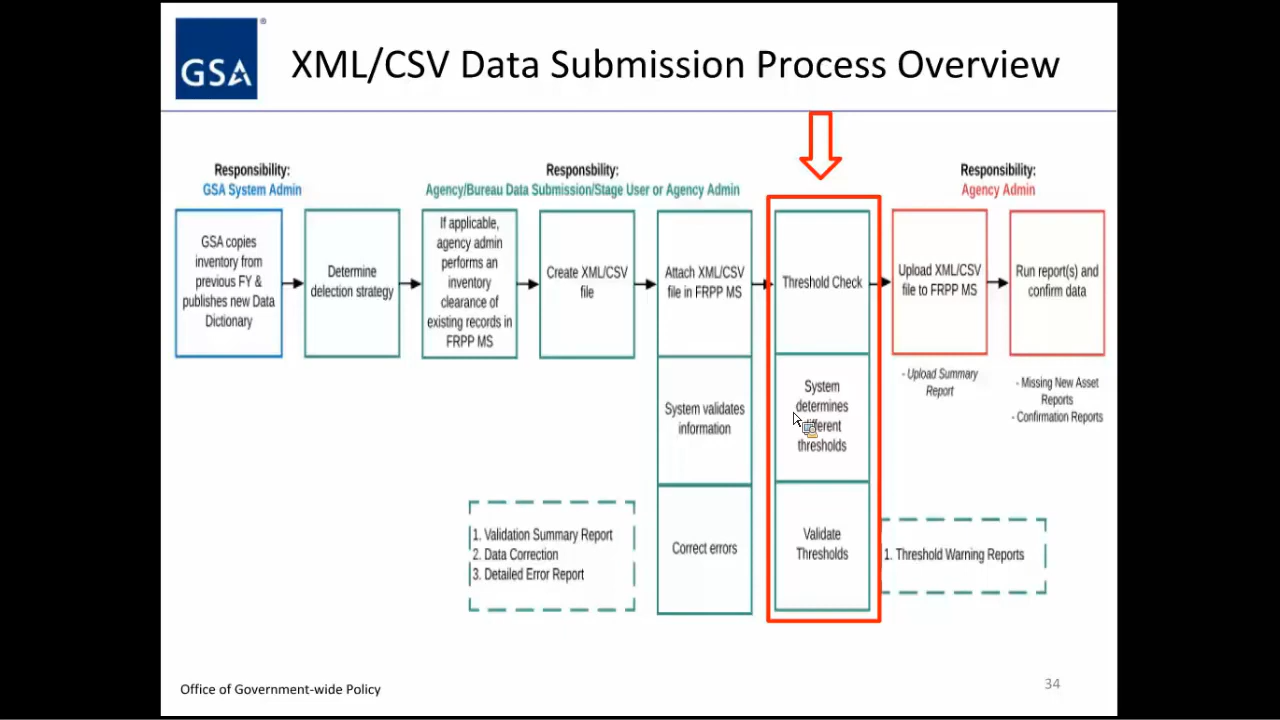 GSA
®
XML/CSV Data Submission Process Overview
Responsibility:
GSA System Admin
Responsbility:
Agency/Bureau Data Submission/Stage User or Agency Admin
Responsibility:
Agency Admin
GSA copies
inventory from
previous FY &
publishes new Data
Dictionary
Determine
delection strategy
If applicable,
agency admin
performs an
inventory
clearance of
existing records in
FRPP MS
Create XML/CSV
file
Attach XML/CSV
file in FRPP MS
System validates
information
Correct errors
Threshold Check
System
determines
different
thresholds
Validate
Thresholds
Upload XML/CSV
file to FRPP MS
- Upload Summary
Report
Run report(s) and
confirm data
- Missing New Asset
Reports
- Confirmation Reports
1. Validation Summary Report
2. Data Correction
3. Detailed Error Report
1. Threshold Warning Reports
Office of Government-wide Policy
34